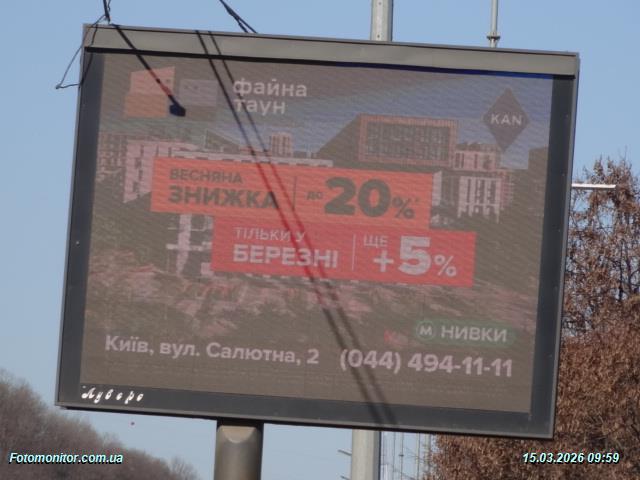 файна
таун
KAN
ВЕСНЯНА
ЗНИЖКА
до 20%*
ТІЛЬКИ У
БЕРЕЗНІ
ЩЕ
+5%
М НИВКИ
Київ, вул. Салютна, 2 (044) 494-11-11
Луверс
Fotomonitor.com.ua
15.03.2026 09:59